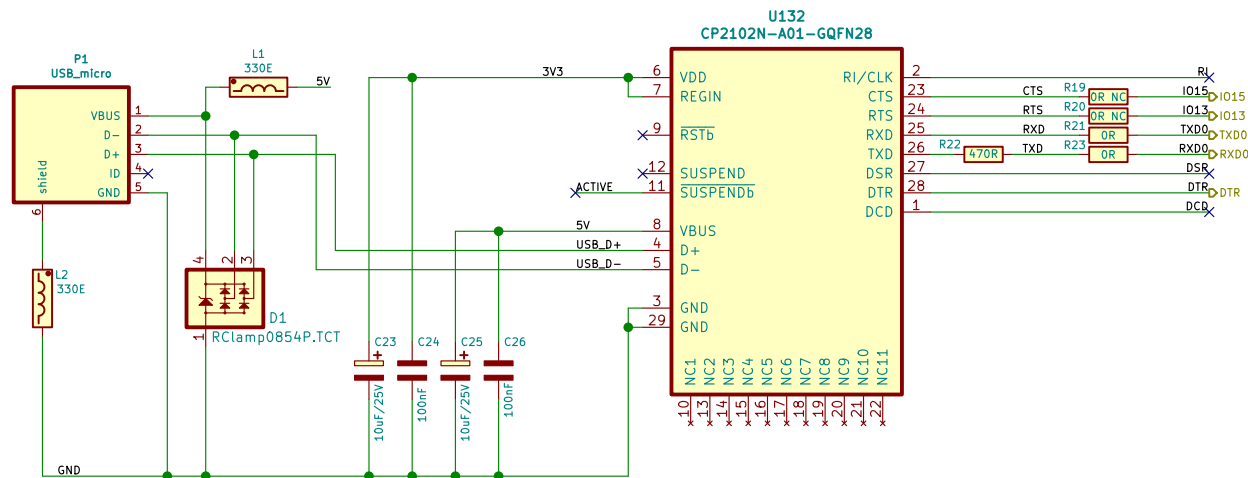 U132
CP2102N-A01-GQFN28
P1
USB_micro
L1
330E
5V
3V3
1 VBUS
2 D-
3 D+
4 ID
5 GND
shield
6
L2
330E
4 2 3
1
D1
RClamp0854P.TCT
GND
C23
10uF/25V
C24
100nF
C25
10uF/25V
C26
100nF
ACTIVE
5V
USB_D+
USB_D-
6 VDD
7 REGIN
9 RSTb
12 SUSPEND
11 SUSPENDb
8 VBUS
4 D+
5 D-
3 GND
29 GND
RI/CLK 2 RI
CTS 23 CTS R19 0R NC IO15 IO15
RTS 24 RTS R20 0R NC IO13 IO13
RXD 25 RXD R21 0R TXD0 TXD0
TXD 26 R22 470R TXD R23 0R RXD0 RXD0
DSR 27 DSR
DTR 28 DTR DTR
DCD 1 DCD
NC1 NC2 NC3 NC4 NC5 NC6 NC7 NC8 NC9 NC10 NC11
10 13 14 15 16 17 18 19 20 21 22